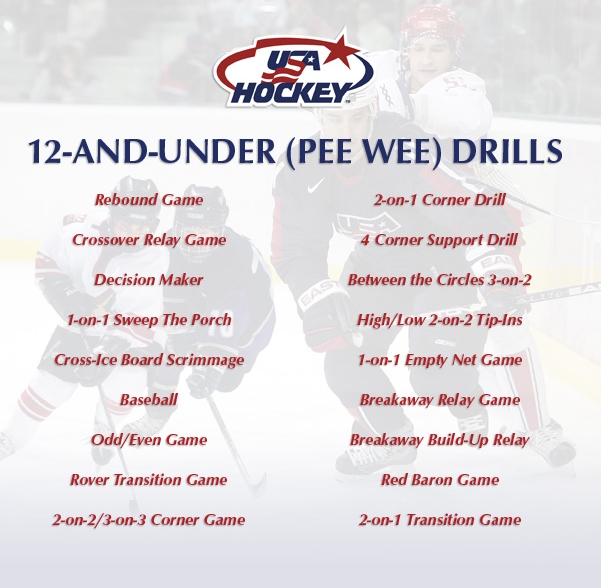 USA
HOCKEY
12-AND-UNDER (PEE WEE) DRILLS
Rebound Game
Crossover Relay Game
Decision Maker
1-on-1 Sweep The Porch
Cross-Ice Board Scrimmage
Baseball
Odd/Even Game
Rover Transition Game
2-on-2/3-on-3 Corner Game
2-on-1 Corner Drill
4 Corner Support Drill
Between the Circles 3-on-2
High/Low 2-on-2 Tip-Ins
1-on-1 Empty Net Game
Breakaway Relay Game
Breakaway Build-Up Relay
Red Baron Game
2-on-1 Transition Game
USA
EAST